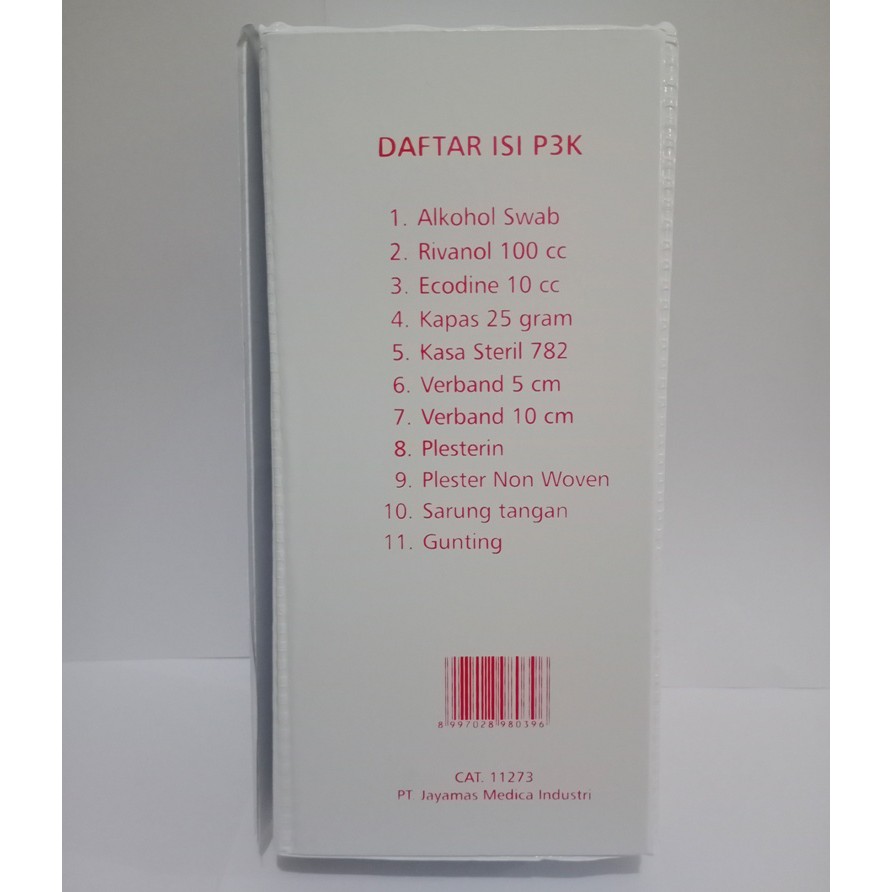 DAFTAR ISI P3K
1. Alkohol Swab
2. Rivanol 100 cc
3. Ecodine 10 cc
4. Kapas 25 gram
5. Kasa Steril 782
6. Verband 5 cm
7. Verband 10 cm
8. Plesterin
9. Plester Non Woven
10. Sarung tangan
11. Gunting
8 997028 980396
CAT. 11273
PT. Jayamas Medica Industri